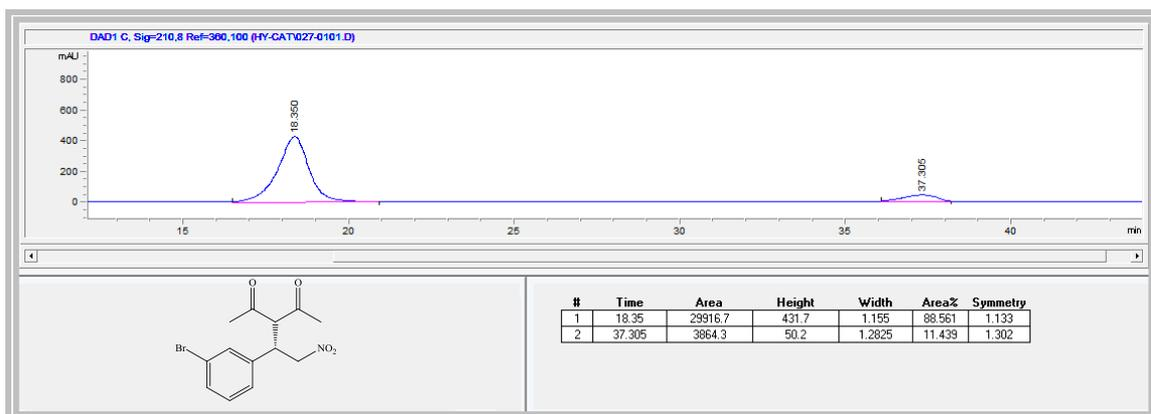 DAD1 C, Sig=210,8 Ref=360,100 (HY-CAT\027-0101.D)
mAU
800
600
400
200
0
18.350
37.305
15 20 25 30 35 40 min
O O
Br
NO2
# Time Area Height Width Area% Symmetry
1 18.35 29916.7 431.7 1.155 88.561 1.133
2 37.305 3864.3 50.2 1.2825 11.439 1.302